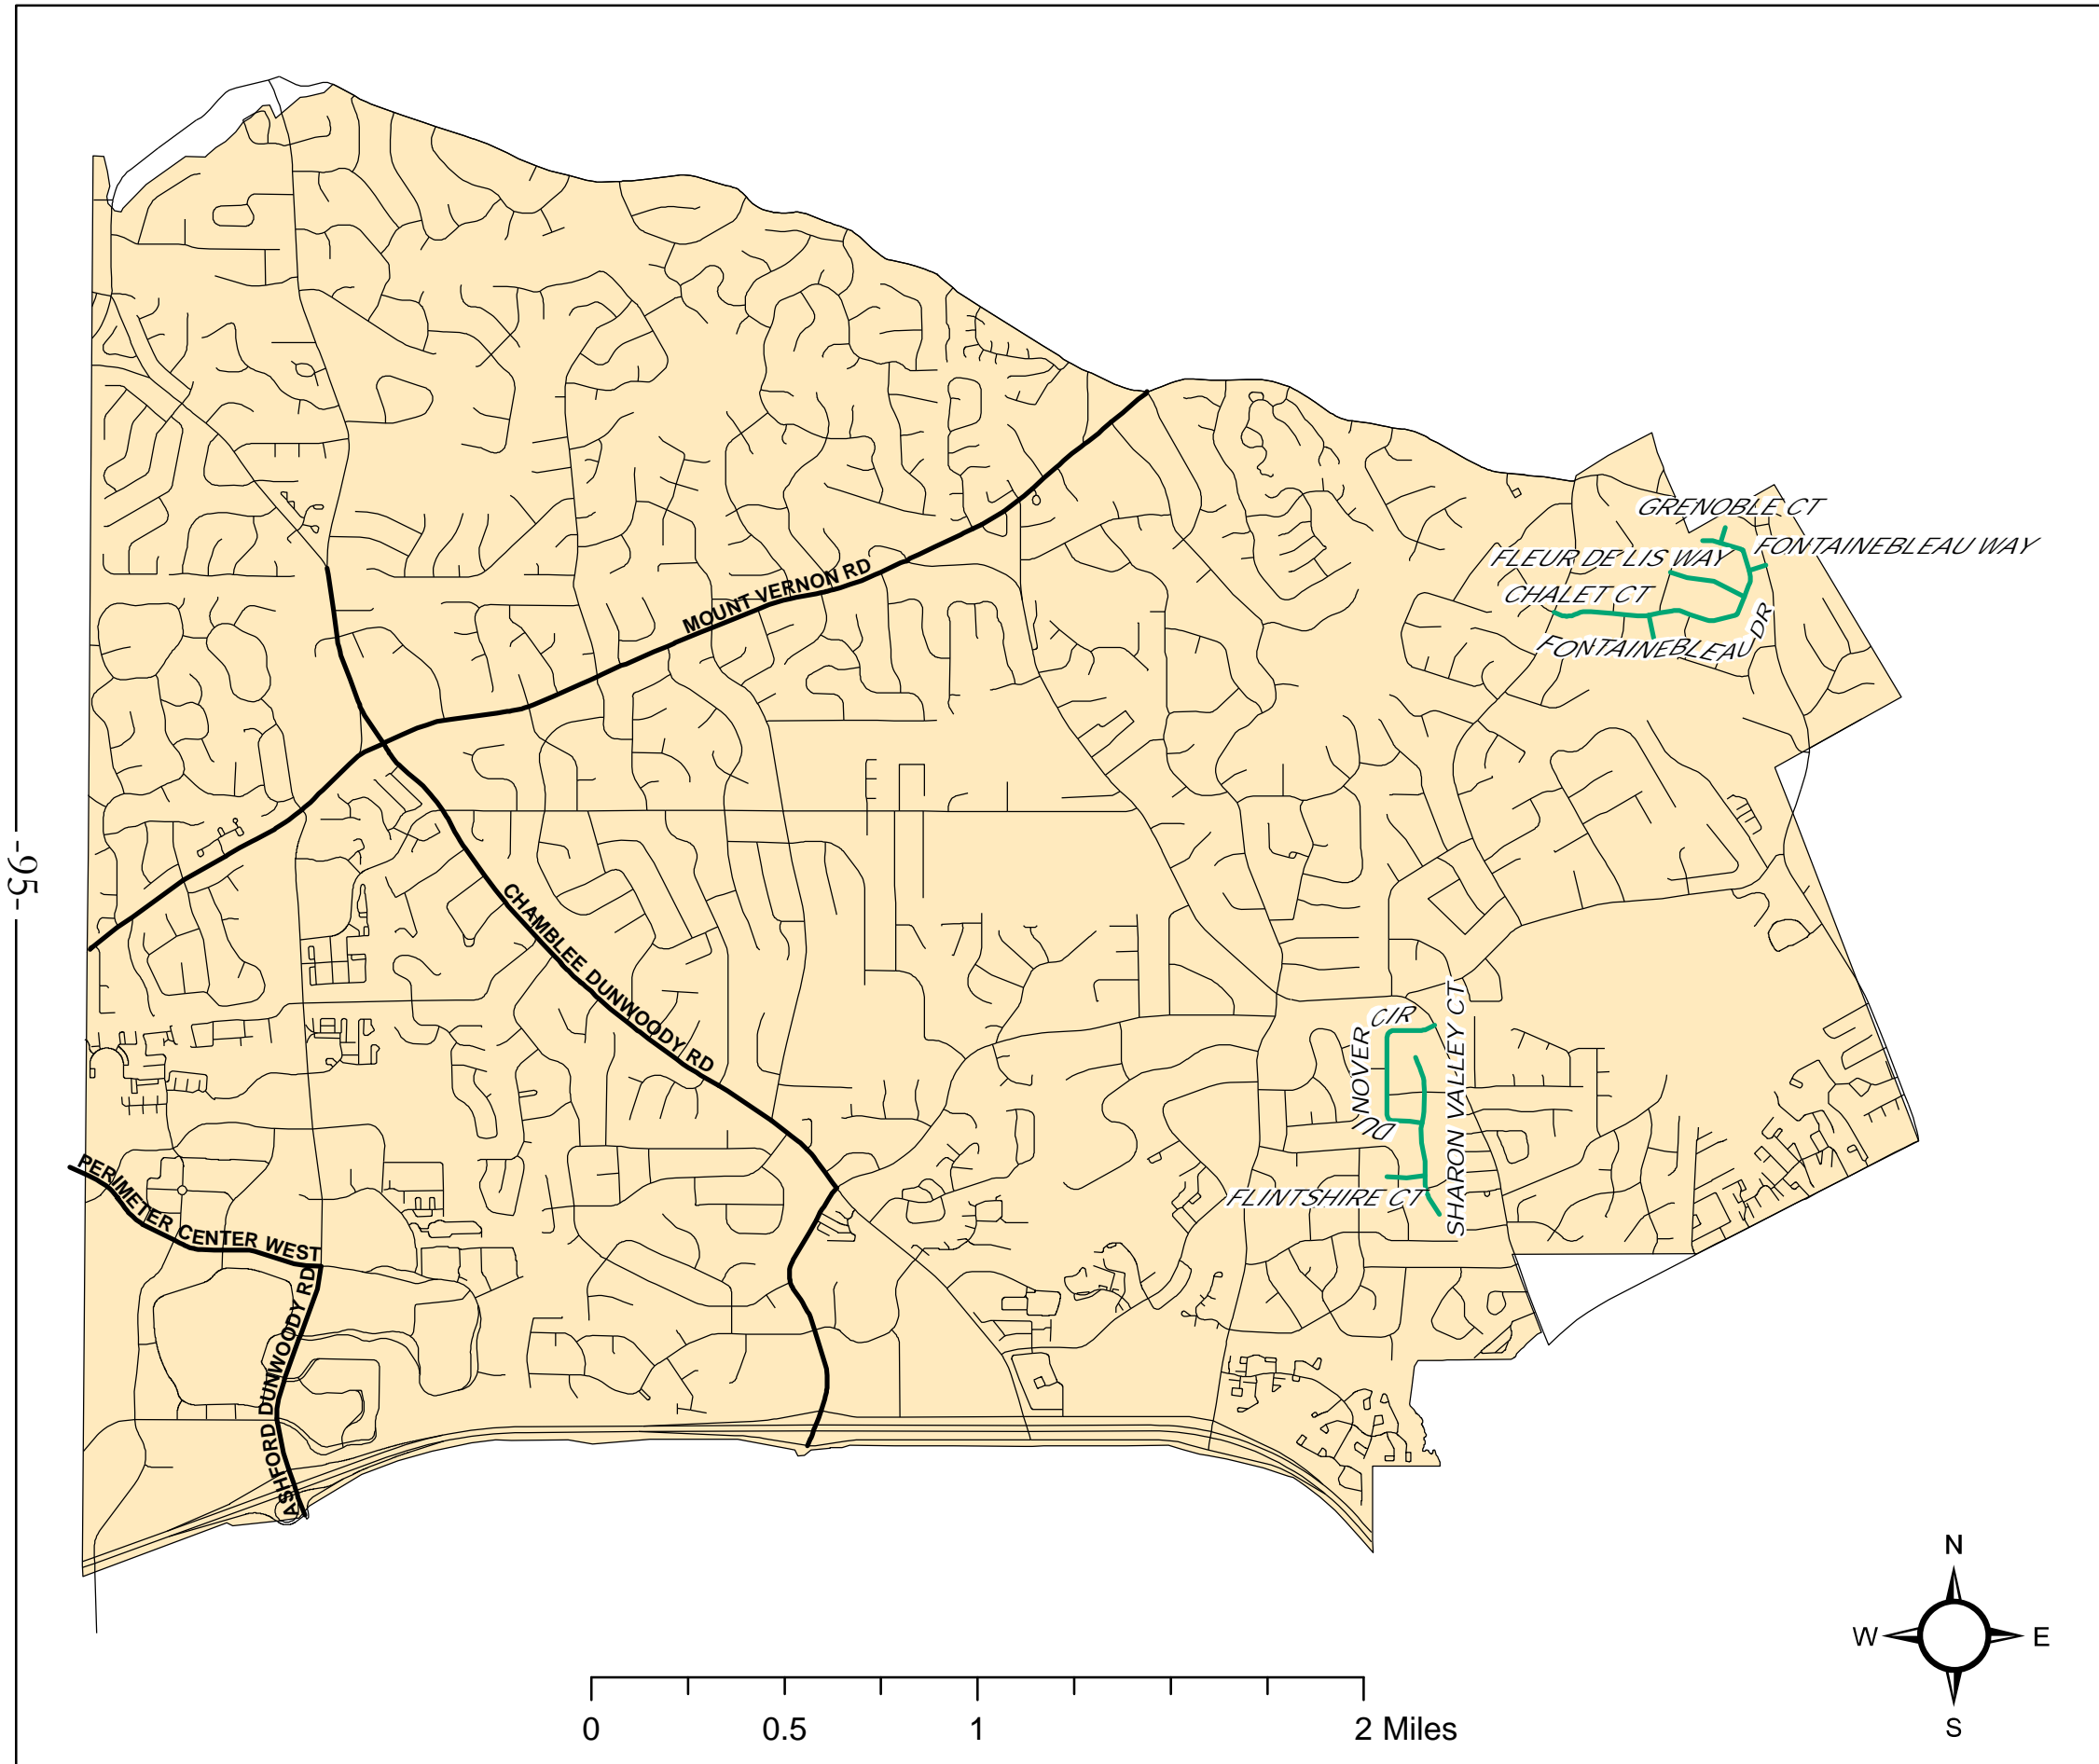 GRENOBLE CT
FONTAINEBLEAU WAY
FLEUR DE LIS WAY
CHALET CT
FONTAINEBLEAU DR
MOUNT VERNON RD
-95-
CHAMBLEE DUNWOODY RD
DUNOVER CIR
SHARON VALLEY CT
FLINTSHIRE CT
PERIMETER CENTER WEST
ASHFORD DUNWOODY RD
N
W E
S
0 0.5 1 2 Miles